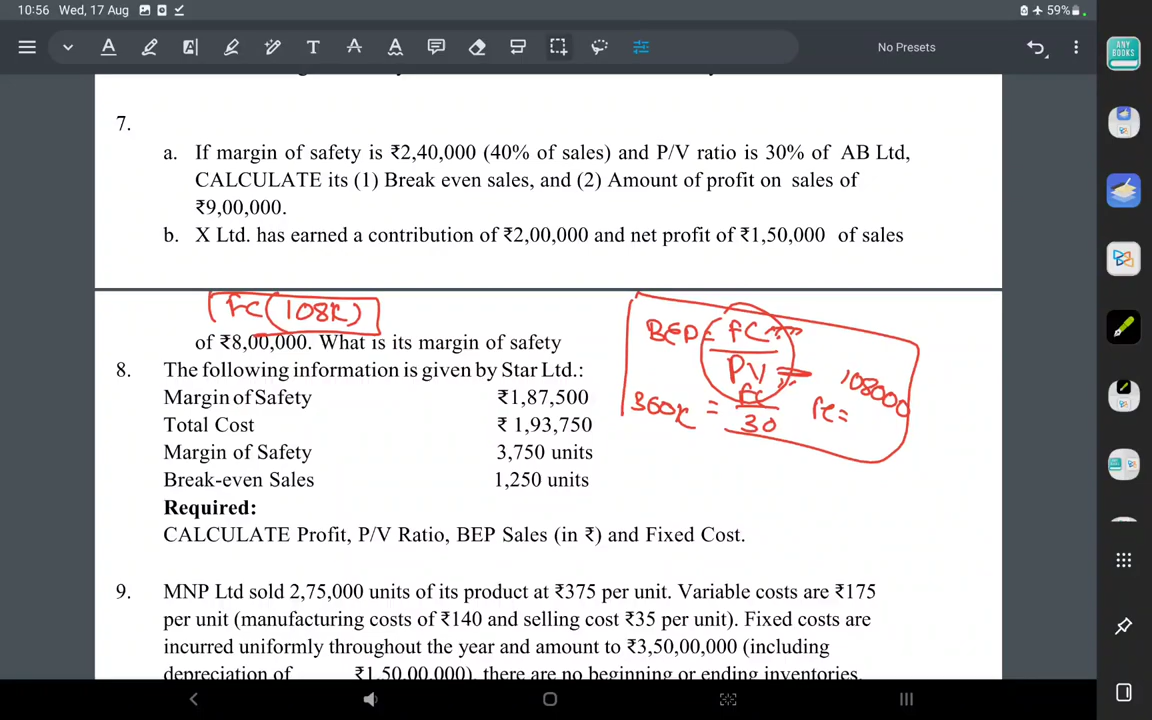 10:56 Wed, 17 Aug
59%
No Presets
ANY BOOKS
7.
a. If margin of safety is ₹2,40,000 (40% of sales) and P/V ratio is 30% of AB Ltd,
CALCULATE its (1) Break even sales, and (2) Amount of profit on sales of
₹9,00,000.
b. X Ltd. has earned a contribution of ₹2,00,000 and net profit of ₹1,50,000 of sales
FC (108K)
of ₹8,00,000. What is its margin of safety
BEP = FC
PV
360K = FC
30
FC =
108000
8. The following information is given by Star Ltd.:
Margin of Safety ₹1,87,500
Total Cost ₹ 1,93,750
Margin of Safety 3,750 units
Break-even Sales 1,250 units
Required:
CALCULATE Profit, P/V Ratio, BEP Sales (in ₹) and Fixed Cost.
9. MNP Ltd sold 2,75,000 units of its product at ₹375 per unit. Variable costs are ₹175
per unit (manufacturing costs of ₹140 and selling cost ₹35 per unit). Fixed costs are
incurred uniformly throughout the year and amount to ₹3,50,00,000 (including
depreciation of ₹1,50,00,000). there are no beginning or ending inventories.